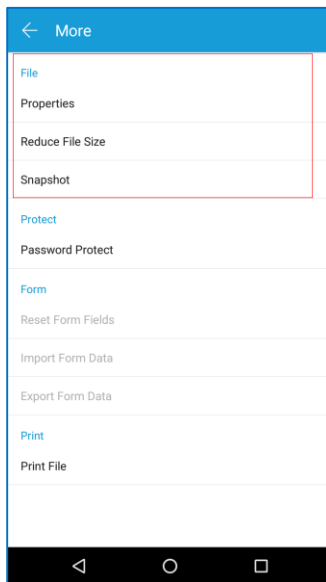 More
File
Properties
Reduce File Size
Snapshot
Protect
Password Protect
Form
Reset Form Fields
Import Form Data
Export Form Data
Print
Print File